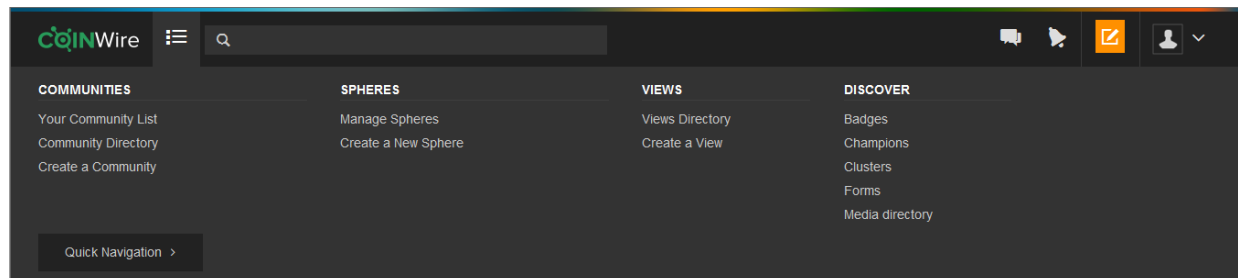 COINWire
COMMUNITIES
Your Community List
Community Directory
Create a Community
SPHERES
Manage Spheres
Create a New Sphere
VIEWS
Views Directory
Create a View
DISCOVER
Badges
Champions
Clusters
Forms
Media directory
Quick Navigation >